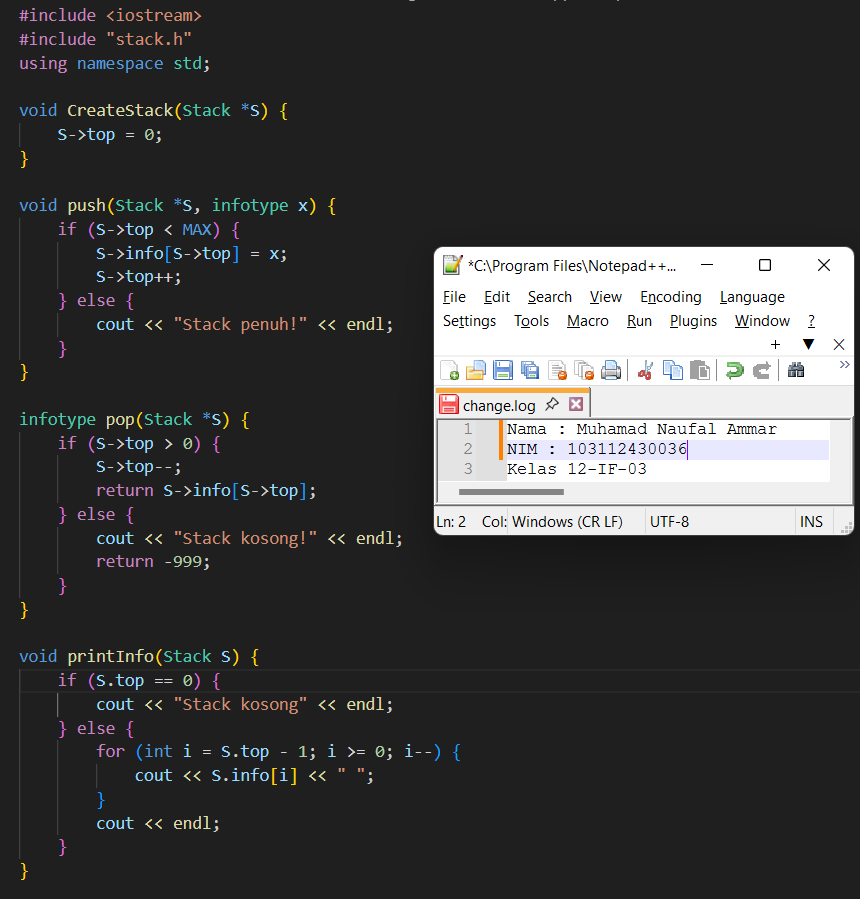 #include <iostream>
#include "stack.h"
using namespace std;

void CreateStack(Stack *S) {
    S->top = 0;
}

void push(Stack *S, infotype x) {
    if (S->top < MAX) {
        S->info[S->top] = x;
        S->top++;
    } else {
        cout << "Stack penuh!" << endl;
    }
}

infotype pop(Stack *S) {
    if (S->top > 0) {
        S->top--;
        return S->info[S->top];
    } else {
        cout << "Stack kosong!" << endl;
        return -999;
    }
}

void printInfo(Stack S) {
    if (S.top == 0) {
        cout << "Stack kosong" << endl;
    } else {
        for (int i = S.top - 1; i >= 0; i--) {
            cout << S.info[i] << " ";
        }
        cout << endl;
    }
}

*C:\Program Files\Notepad++...
File Edit Search View Encoding Language
Settings Tools Macro Run Plugins Window ?
change.log
1 Nama : Muhamad Naufal Ammar
2 NIM : 103112430036
3 Kelas 12-IF-03
Ln: 2 Col: Windows (CR LF) UTF-8 INS